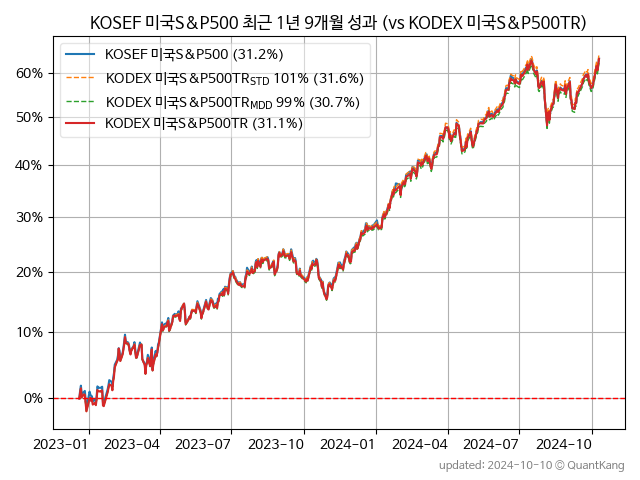 KOSEF 미국S&P500 최근 1년 9개월 성과 (vs KODEX 미국S&P500TR)
KOSEF 미국S&P500 (31.2%)
KODEX 미국S&P500TR STD 101% (31.6%)
KODEX 미국S&P500TR MDD 99% (30.7%)
KODEX 미국S&P500TR (31.1%)
60%
50%
40%
30%
20%
10%
0%
2023-01 2023-04 2023-07 2023-10 2024-01 2024-04 2024-07 2024-10
updated: 2024-10-10 © QuantKang